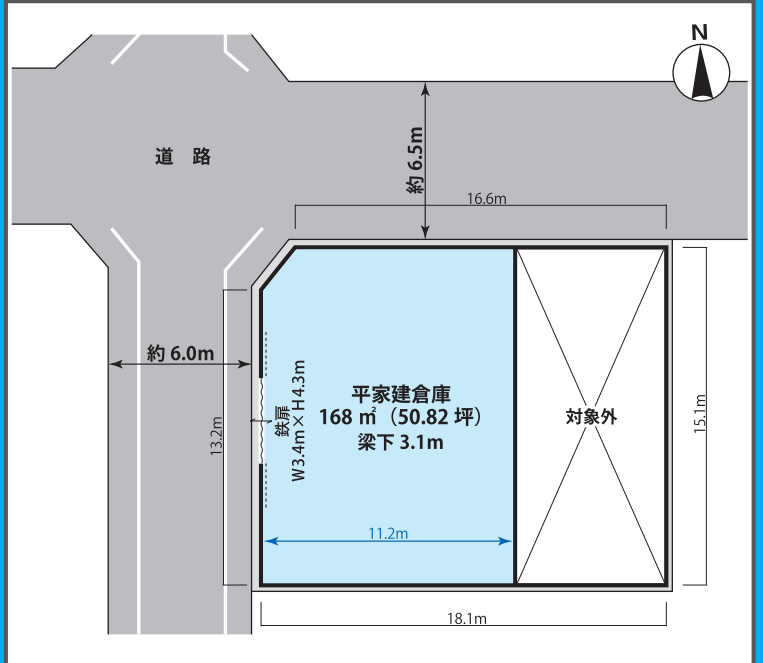 N
道　路
約 6.5m
16.6m
約 6.0m
13.2m
鉄扉
W3.4m×H4.3m
平家建倉庫
168 ㎡（50.82 坪）
梁下 3.1m
対象外
15.1m
11.2m
18.1m